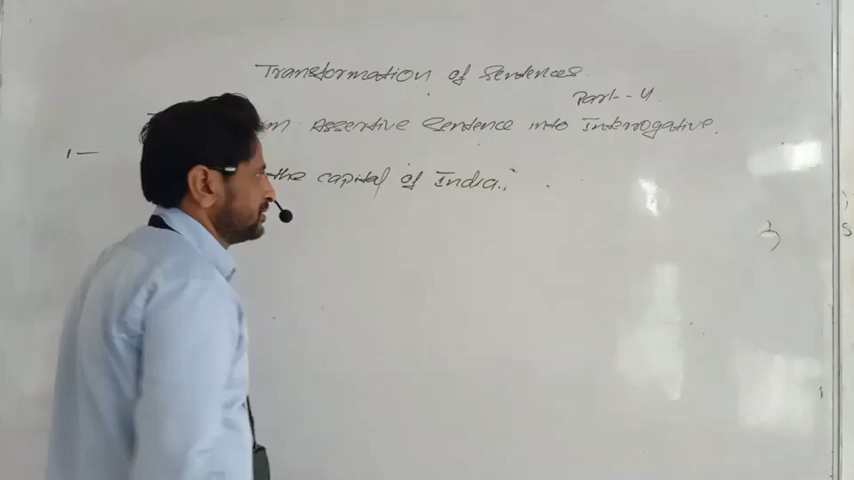 Transformation of Sentences.
Part--4
Assertive Sentence into Interrogative.
1— the capital of India.